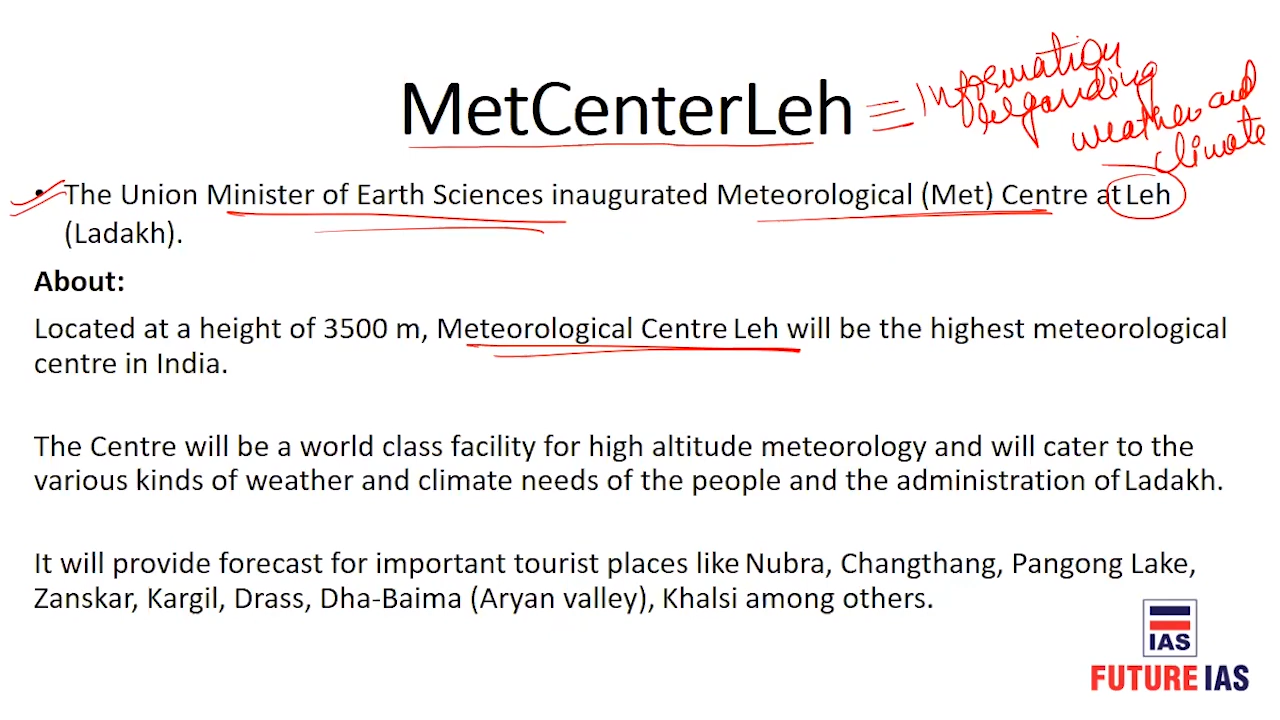 MetCenterLeh
= Information
Regarding
weather and
climate
• The Union Minister of Earth Sciences inaugurated Meteorological (Met) Centre at Leh
(Ladakh).
About:
Located at a height of 3500 m, Meteorological Centre Leh will be the highest meteorological
centre in India.
The Centre will be a world class facility for high altitude meteorology and will cater to the
various kinds of weather and climate needs of the people and the administration of Ladakh.
It will provide forecast for important tourist places like Nubra, Changthang, Pangong Lake,
Zanskar, Kargil, Drass, Dha-Baima (Aryan valley), Khalsi among others.
IAS
FUTURE IAS